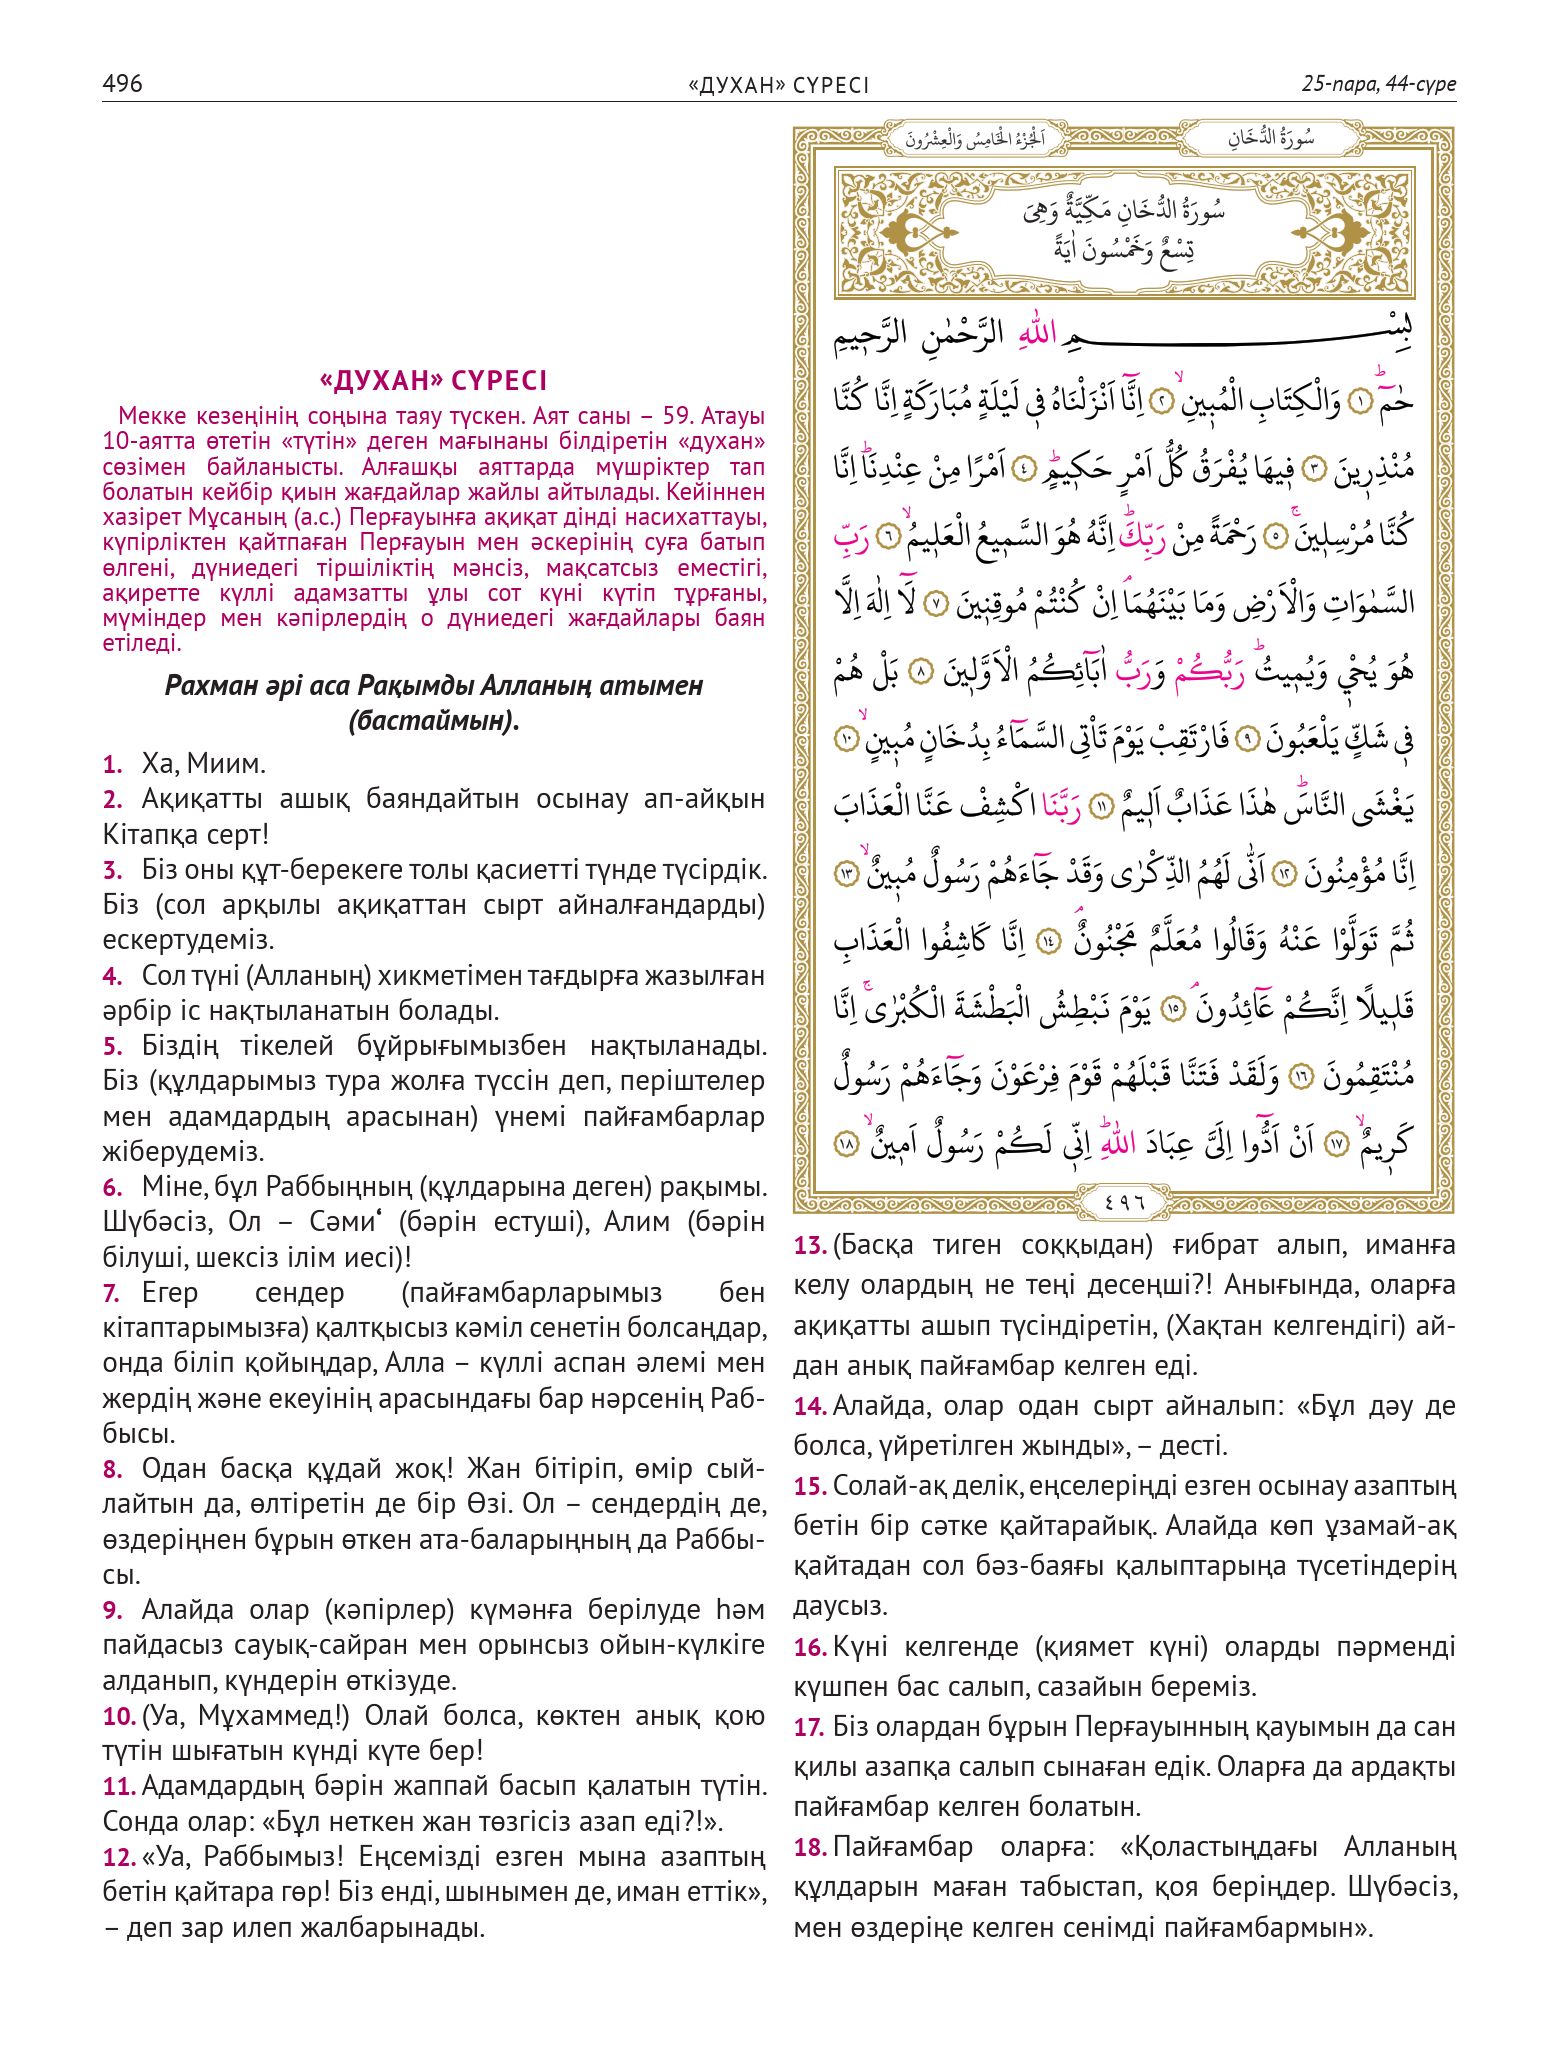 496
«ДУХАН» СҮРЕСІ
25-пара, 44-сүре
«ДУХАН» СҮРЕСІ
Мекке кезеңінің соңына таяу түскен. Аят саны – 59. Атауы
10-аятта өтетін «түтін» деген мағынаны білдіретін «духан»
сөзімен байланысты. Алғашқы аяттарда мүшріктер тап
болатын кейбір қиын жағдайлар жайлы айтылады. Кейіннен
хазірет Мұсаның (а.с.) Перғауынға ақиқат дінді насихаттауы,
күпірліктен қайтпаған Перғауын мен әскерінің суға батып
өлгені, дүниедегі тіршіліктің мәнсіз, мақсатсыз еместігі,
ақиретте күллі адамзатты ұлы сот күні күтіп тұрғаны,
мүміндер мен кәпірлердің о дүниедегі жағдайлары баян
етіледі.
Рахман әрі аса Рақымды Алланың атымен
(бастаймын).
1. Ха, Миим.
2. Ақиқатты ашық баяндайтын осынау ап-айқын
Кітапқа серт!
3. Біз оны құт-берекеге толы қасиетті түнде түсірдік.
Біз (сол арқылы ақиқаттан сырт айналғандарды)
ескертудеміз.
4. Сол түні (Алланың) хикметімен тағдырға жазылған
әрбір іс нақтыланатын болады.
5. Біздің тікелей бұйрығымызбен нақтыланады.
Біз (құлдарымыз тура жолға түссін деп, періштелер
мен адамдардың арасынан) үнемі пайғамбарлар
жіберудеміз.
6. Міне, бұл Раббыңның (құлдарына деген) рақымы.
Шүбәсіз, Ол – Сәми‘ (бәрін естуші), Алим (бәрін
білуші, шексіз ілім иесі)!
7. Егер сендер (пайғамбарларымыз бен
кітаптарымызға) қалтқысыз кәміл сенетін болсаңдар,
онда біліп қойыңдар, Алла – күллі аспан әлемі мен
жердің және екеуінің арасындағы бар нәрсенің Раб-
бысы.
8. Одан басқа құдай жоқ! Жан бітіріп, өмір сый-
лайтын да, өлтіретін де бір Өзі. Ол – сендердің де,
өздеріңнен бұрын өткен ата-баларыңның да Раббы-
сы.
9. Алайда олар (кәпірлер) күмәнға берілуде һәм
пайдасыз сауық-сайран мен орынсыз ойын-күлкіге
алданып, күндерін өткізуде.
10. (Уа, Мұхаммед!) Олай болса, көктен анық қою
түтін шығатын күнді күте бер!
11. Адамдардың бәрін жаппай басып қалатын түтін.
Сонда олар: «Бұл неткен жан төзгісіз азап еді?!».
12. «Уа, Раббымыз! Еңсемізді езген мына азаптың
бетін қайтара гөр! Біз енді, шынымен де, иман еттік»,
– деп зар илеп жалбарынады.
سُورَةُ الدُّخَانِ
اَلْجُزْءُ الْخَامِسُ وَالْعِشْرُونَ
سُورَةُ الدُّخَانِ مَكِّيَّةٌ وَهِىَ
تِسْعٌ وَخَمْسُونَ اٰيَةً
بِسْمِ اللّٰهِ الرَّحْمٰنِ الرَّحٖيمِ
حٰمٓ ۜ ١ وَالْكِتَابِ الْمُبٖينِ ۙ ٢ اِنَّٓا اَنْزَلْنَاهُ فٖي لَيْلَةٍ مُبَارَكَةٍ اِنَّا كُنَّا
مُنْذِرٖينَ ٣ فٖيهَا يُفْرَقُ كُلُّ اَمْرٍ حَكٖيمٍ ۜ ٤ اَمْرًا مِنْ عِنْدِنَا ۜ اِنَّا
كُنَّا مُرْسِلٖينَ ۚ ٥ رَحْمَةً مِنْ رَبِّكَ ۜ اِنَّهُ هُوَ السَّمٖيعُ الْعَلٖيمُ ۙ ٦ رَبِّ
السَّمٰوَاتِ وَالْاَرْضِ وَمَا بَيْنَهُمَا ۢ اِنْ كُنْتُمْ مُوقِنٖينَ ٧ لَٓا اِلٰهَ اِلَّا
هُوَ يُحْيٖ وَيُمٖيتُ ۜ رَبُّكُمْ وَرَبُّ اٰبَٓائِكُمُ الْاَوَّلٖينَ ٨ بَلْ هُمْ
فٖي شَكٍّ يَلْعَبُونَ ٩ فَارْتَقِبْ يَوْمَ تَأْتِى السَّمَٓاءُ بِدُخَانٍ مُبٖينٍ ۙ ١٠
يَغْشَى النَّاسَ ۜ هٰذَا عَذَابٌ اَلٖيمٌ ١١ رَبَّنَا اكْشِفْ عَنَّا الْعَذَابَ
اِنَّا مُؤْمِنُونَ ١٢ اَنّٰى لَهُمُ الذِّكْرٰى وَقَدْ جَٓاءَهُمْ رَسُولٌ مُبٖينٌ ۙ ١٣
ثُمَّ تَوَلَّوْا عَنْهُ وَقَالُوا مُعَلَّمٌ مَجْنُونٌ ۢ ١٤ اِنَّا كَاشِفُوا الْعَذَابِ
قَلٖيلًا اِنَّكُمْ عَٓائِدُونَ ۢ ١٥ يَوْمَ نَبْطِشُ الْبَطْشَةَ الْكُبْرٰى ۚ اِنَّا
مُنْتَقِمُونَ ١٦ وَلَقَدْ فَتَنَّا قَبْلَهُمْ قَوْمَ فِرْعَوْنَ وَجَٓاءَهُمْ رَسُولٌ
كَرٖيمٌ ۙ ١٧ اَنْ اَدُّٓوا اِلَىَّ عِبَادَ اللّٰهِ ۜ اِنّٖي لَكُمْ رَسُولٌ اَمٖينٌ ۙ ١٨
٤٩٦
13. (Басқа тиген соққыдан) ғибрат алып, иманға
келу олардың не теңі десеңші?! Анығында, оларға
ақиқатты ашып түсіндіретін, (Хақтан келгендігі) ай-
дан анық пайғамбар келген еді.
14. Алайда, олар одан сырт айналып: «Бұл дәу де
болса, үйретілген жынды», – десті.
15. Солай-ақ делік, еңселеріңді езген осынау азаптың
бетін бір сәтке қайтарайық. Алайда көп ұзамай-ақ
қайтадан сол бәз-баяғы қалыптарыңа түсетіндерің
даусыз.
16. Күні келгенде (қиямет күні) оларды пәрменді
күшпен бас салып, сазайын береміз.
17. Біз олардан бұрын Перғауынның қауымын да сан
қилы азапқа салып сынаған едік. Оларға да ардақты
пайғамбар келген болатын.
18. Пайғамбар оларға: «Қоластыңдағы Алланың
құлдарын маған табыстап, қоя беріңдер. Шүбәсіз,
мен өздеріңе келген сенімді пайғамбармын».